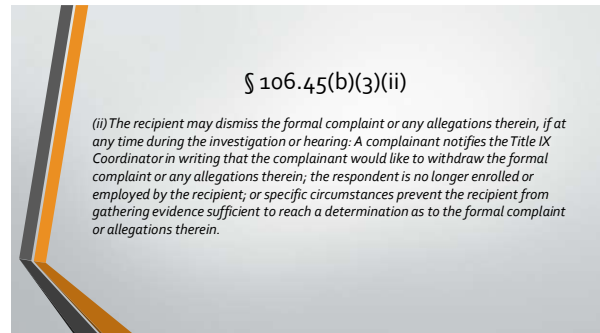 § 106.45(b)(3)(ii)
(ii) The recipient may dismiss the formal complaint or any allegations therein, if at
any time during the investigation or hearing: A complainant notifies the Title IX
Coordinator in writing that the complainant would like to withdraw the formal
complaint or any allegations therein; the respondent is no longer enrolled or
employed by the recipient; or specific circumstances prevent the recipient from
gathering evidence sufficient to reach a determination as to the formal complaint
or allegations therein.